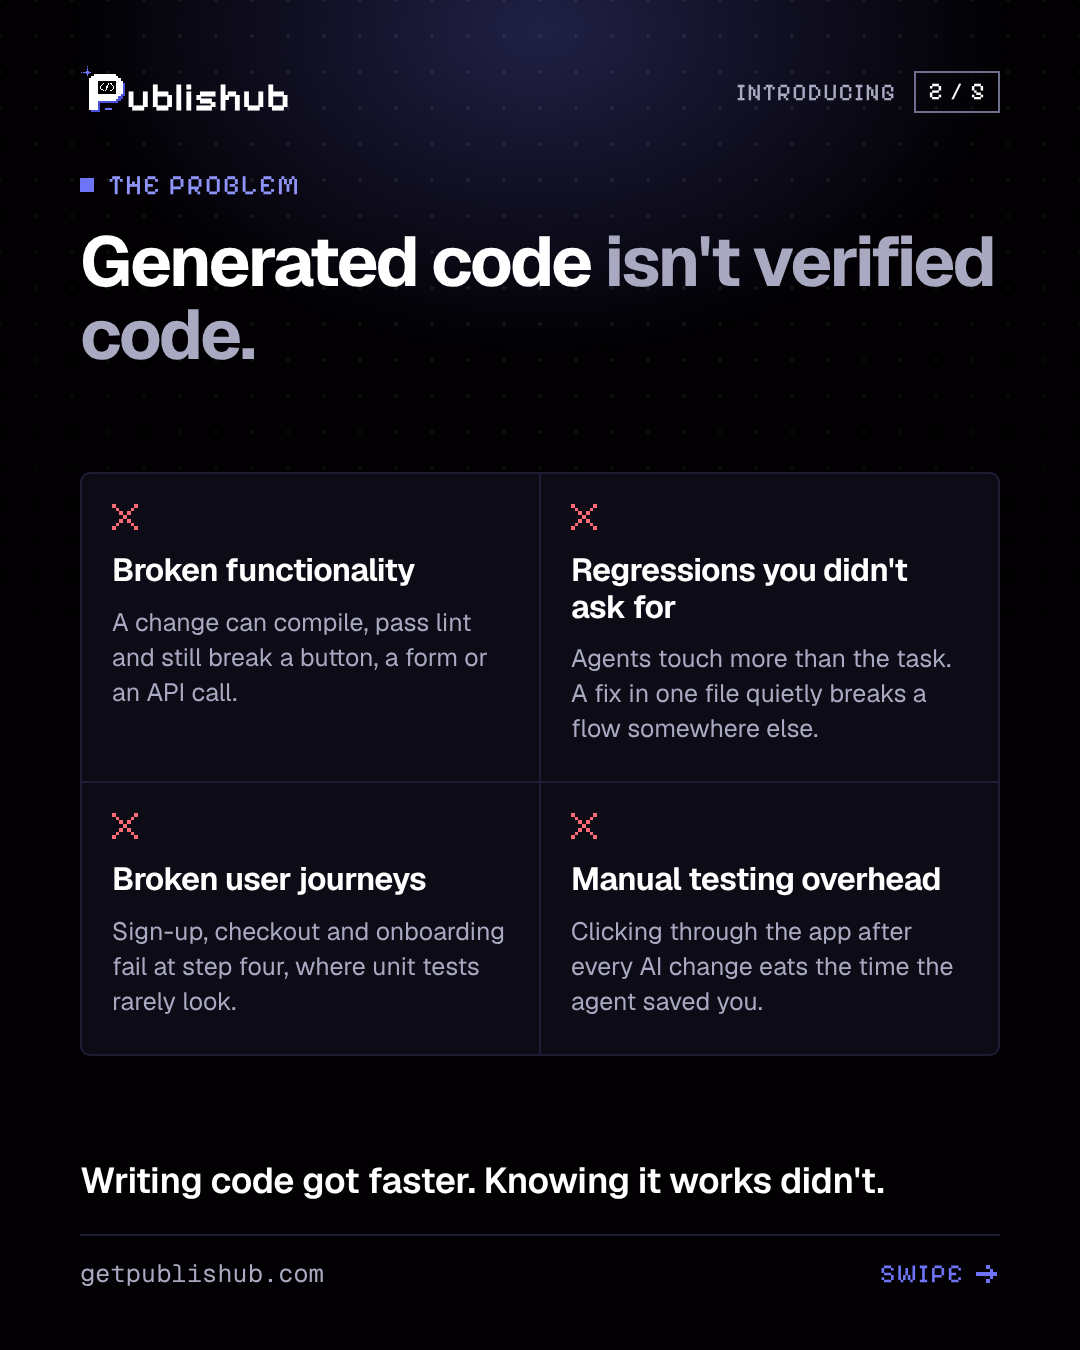 Publishub
INTRODUCING
2 / 9
THE PROBLEM
Generated code isn't verified
code.
Broken functionality
A change can compile, pass lint
and still break a button, a form or
an API call.
Regressions you didn't
ask for
Agents touch more than the task.
A fix in one file quietly breaks a
flow somewhere else.
Broken user journeys
Sign-up, checkout and onboarding
fail at step four, where unit tests
rarely look.
Manual testing overhead
Clicking through the app after
every AI change eats the time the
agent saved you.
Writing code got faster. Knowing it works didn't.
getpublishub.com
SWIPE